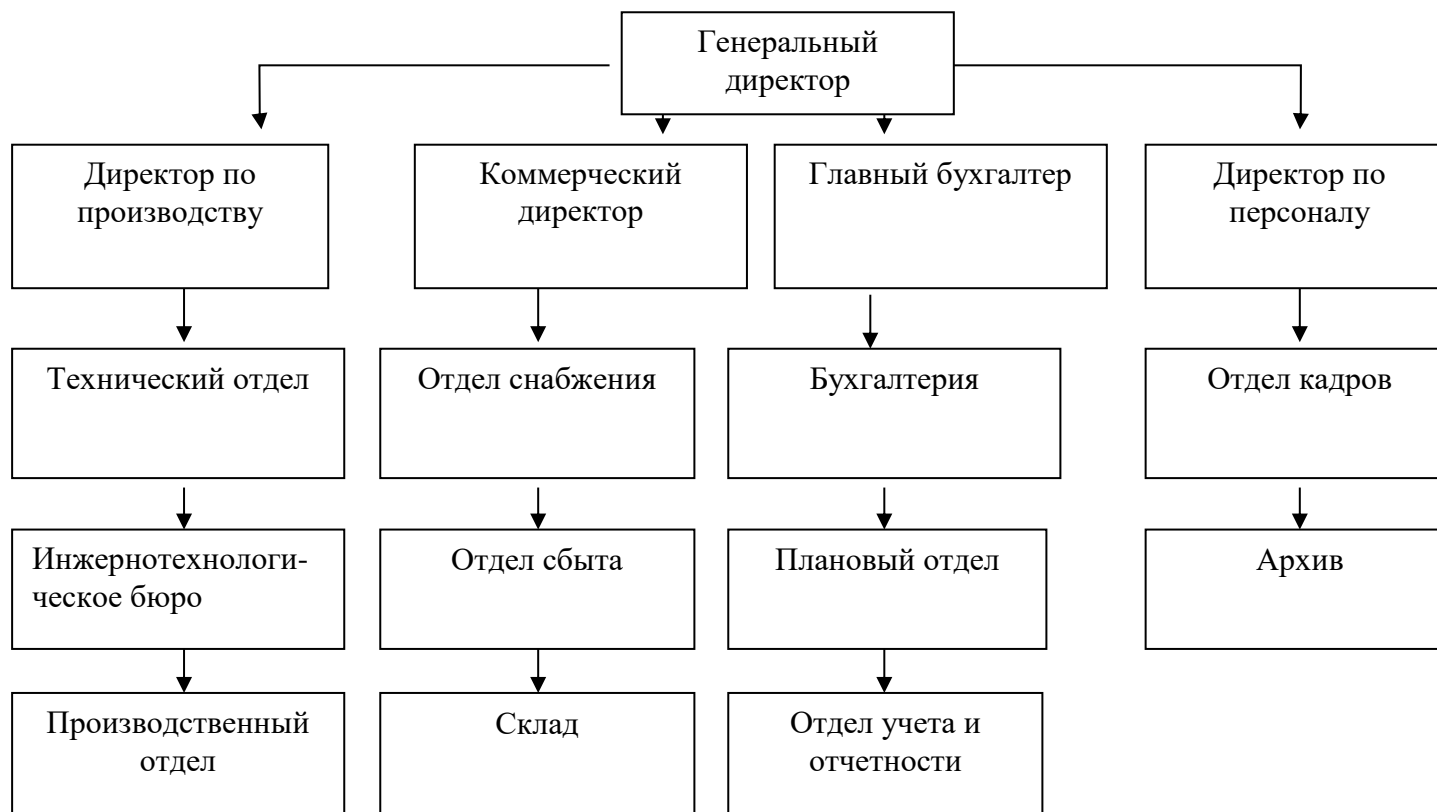 Генеральный
директор
Директор по
производству
Коммерческий
директор
Главный бухгалтер
Директор по
персоналу
Технический отдел
Отдел снабжения
Бухгалтерия
Отдел кадров
Инжернотехнологи-
ческое бюро
Отдел сбыта
Плановый отдел
Архив
Производственный
отдел
Склад
Отдел учета и
отчетности